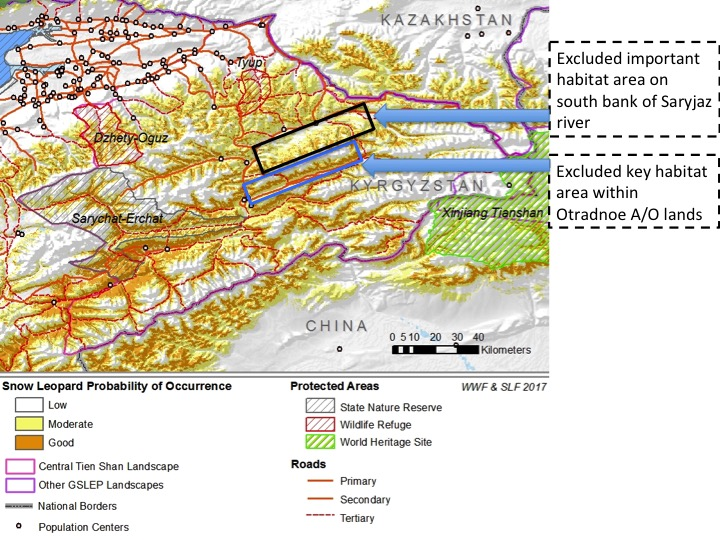 KAZAKHSTAN
Tyup
Dzhety-Oguz
KYRGYZSTAN
Sarychat-Erchat
Xinjiang Tianshan
CHINA
0 5 10 20 30 40
Kilometers
Excluded important
habitat area on
south bank of Saryjaz
river
Excluded key habitat
area within
Otradnoe A/O lands
Snow Leopard Probability of Occurrence
Low
Moderate
Good
Central Tien Shan Landscape
Other GSLEP Landscapes
National Borders
Population Centers
Protected Areas
State Nature Reserve
Wildlife Refuge
World Heritage Site
Roads
Primary
Secondary
Tertiary
WWF & SLF 2017